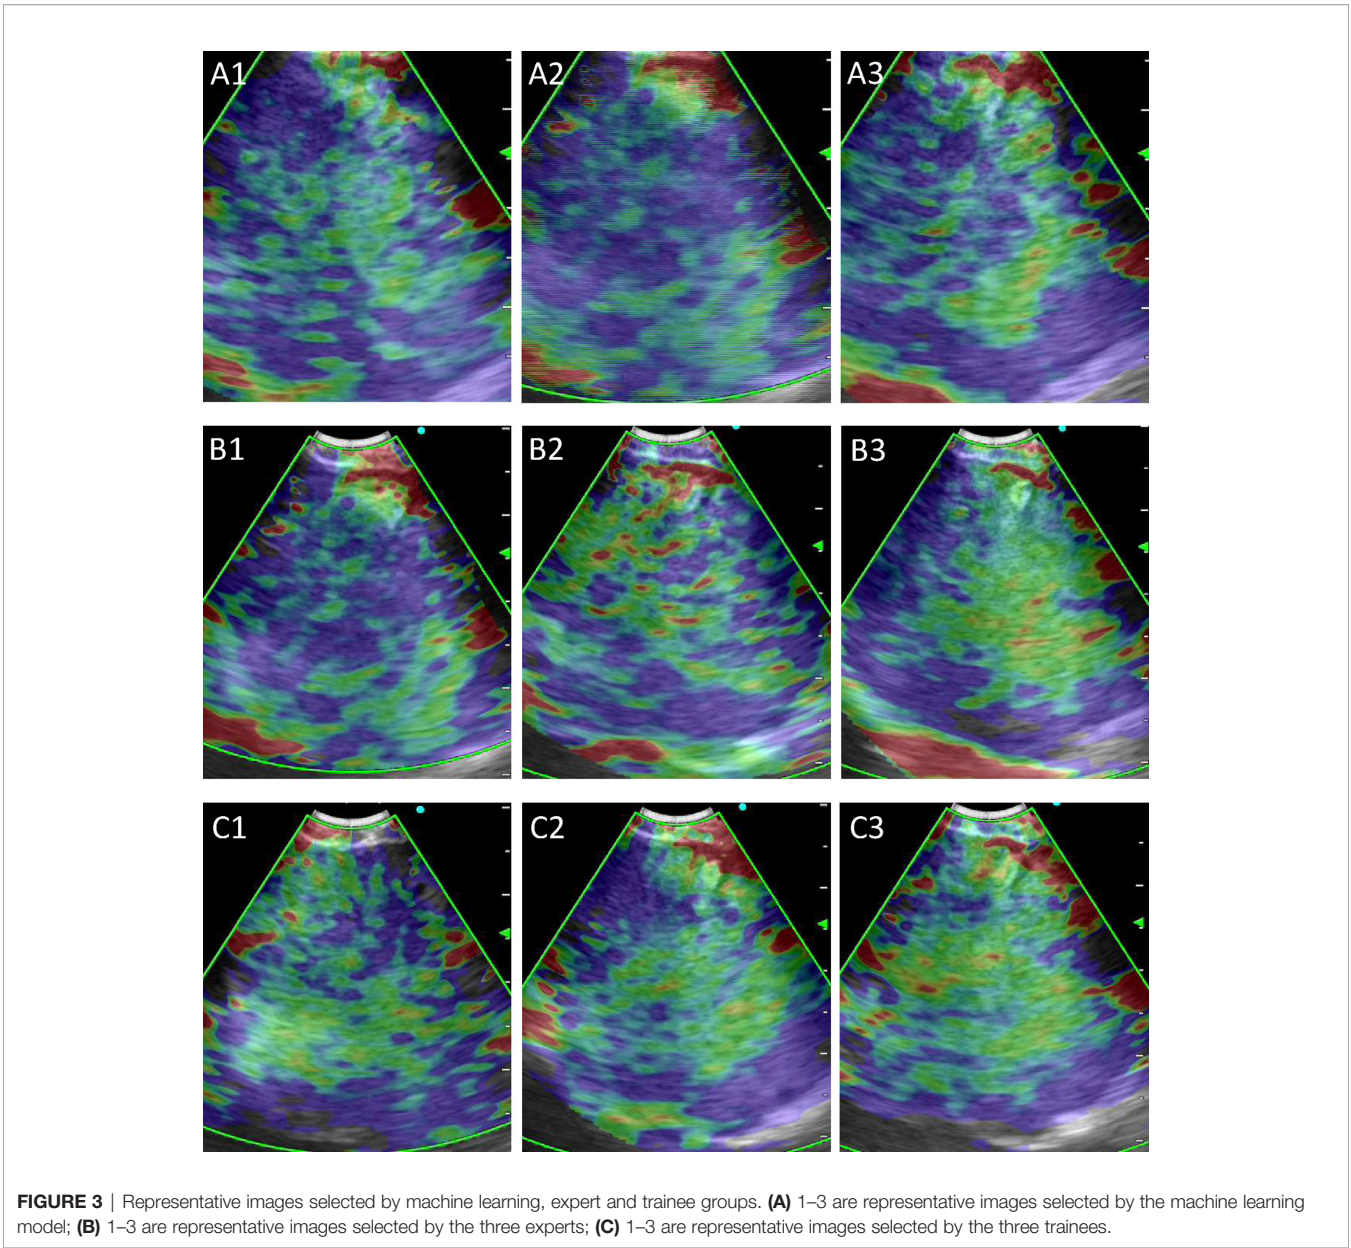 A1 A2 A3
B1 B2 B3
C1 C2 C3
FIGURE 3 | Representative images selected by machine learning, expert and trainee groups. (A) 1–3 are representative images selected by the machine learning
model; (B) 1–3 are representative images selected by the three experts; (C) 1–3 are representative images selected by the three trainees.